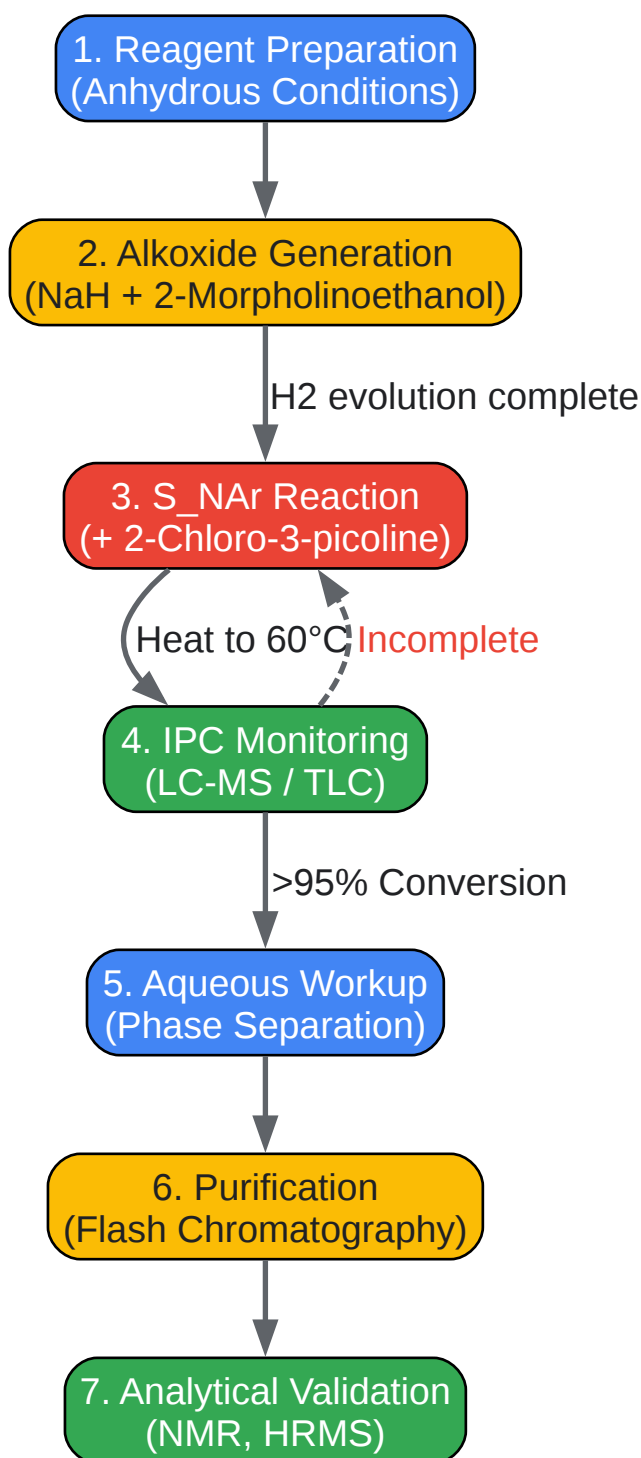 1. Reagent Preparation
(Anhydrous Conditions)
2. Alkoxide Generation
(NaH + 2-Morpholinoethanol)
H2 evolution complete
3. S_NAr Reaction
(+ 2-Chloro-3-picoline)
Heat to 60°C
Incomplete
4. IPC Monitoring
(LC-MS / TLC)
>95% Conversion
5. Aqueous Workup
(Phase Separation)
6. Purification
(Flash Chromatography)
7. Analytical Validation
(NMR, HRMS)